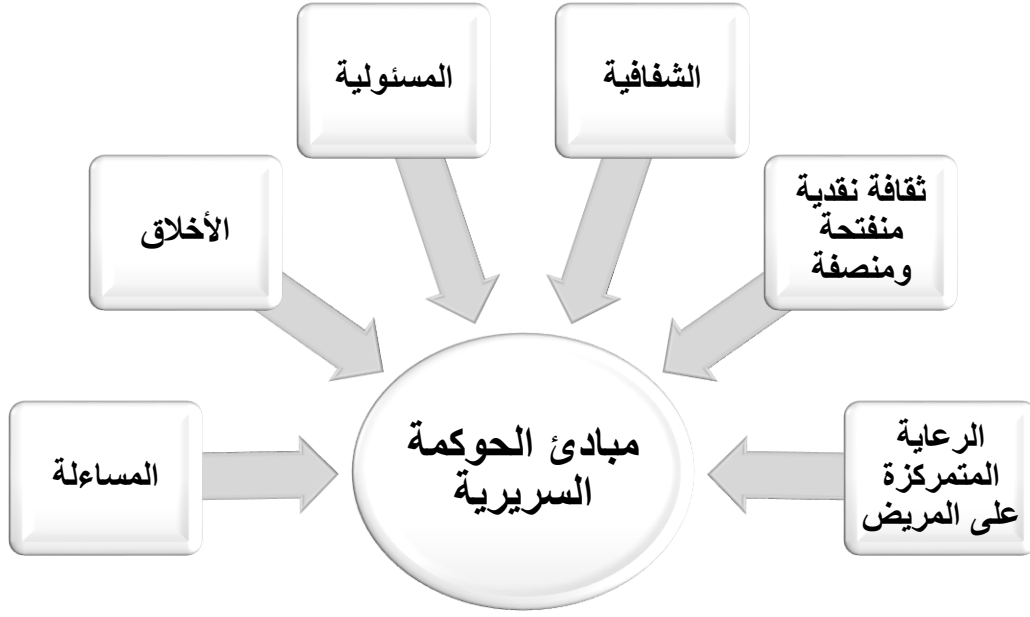 الشفافية
المسئولية
ثقافة نقدية
منفتحة
ومنصفة
الأخلاق
الرعاية
المتمركزة
على المريض
مبادئ الحوكمة
السريرية
المساءلة